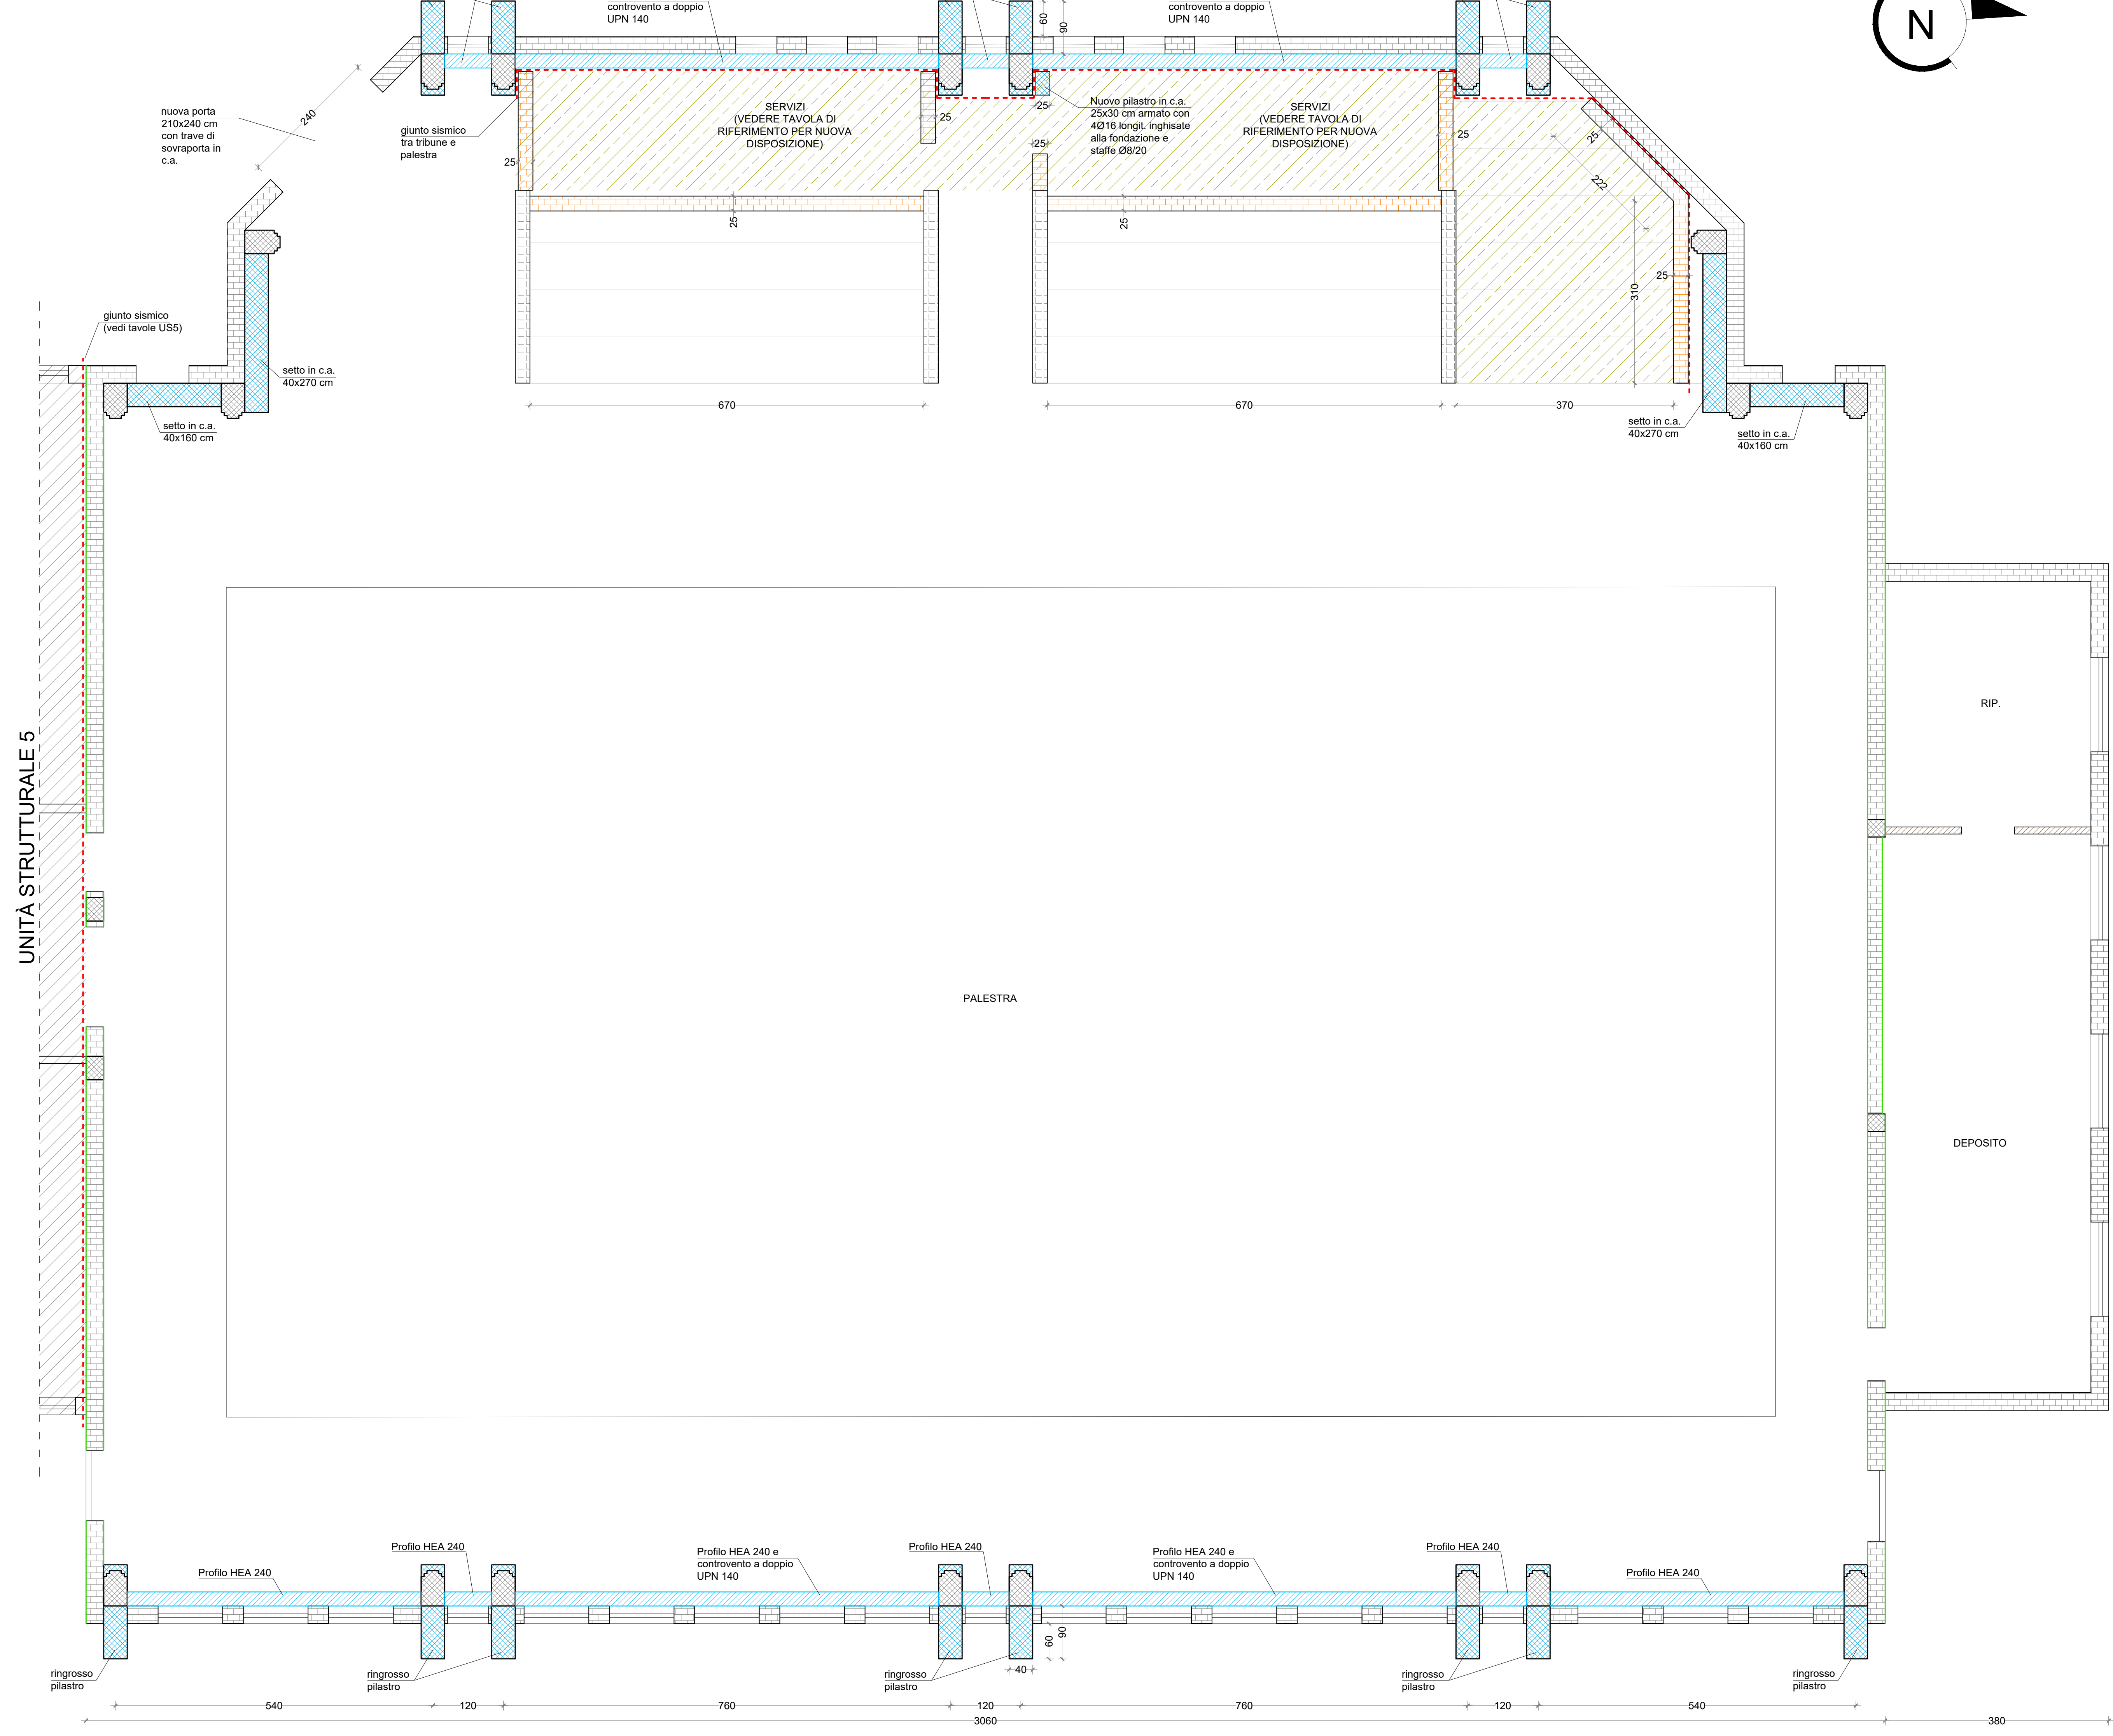 controvento a doppio
UPN 140
60
90
controvento a doppio
UPN 140
N
nuova porta
210x240 cm
con trave di
sovraporta in
c.a.
240
giunto sismico
tra tribune e
palestra
25
SERVIZI
(VEDERE TAVOLA DI
RIFERIMENTO PER NUOVA
DISPOSIZIONE)
25
25
25
Nuovo pilastro in c.a.
25x30 cm armato con
4Ø16 longit. inghisate
alla fondazione e
staffe Ø8/20
SERVIZI
(VEDERE TAVOLA DI
RIFERIMENTO PER NUOVA
DISPOSIZIONE)
25
25
222
25
310
25
25
giunto sismico
(vedi tavole US5)
setto in c.a.
40x270 cm
setto in c.a.
40x160 cm
670
670
370
setto in c.a.
40x270 cm
setto in c.a.
40x160 cm
UNITÀ STRUTTURALE 5
RIP.
PALESTRA
DEPOSITO
Profilo HEA 240
Profilo HEA 240
Profilo HEA 240 e
controvento a doppio
UPN 140
Profilo HEA 240
Profilo HEA 240 e
controvento a doppio
UPN 140
Profilo HEA 240
Profilo HEA 240
60
90
40
ringrosso
pilastro
ringrosso
pilastro
ringrosso
pilastro
ringrosso
pilastro
ringrosso
pilastro
540
120
760
120
760
120
540
3060
380